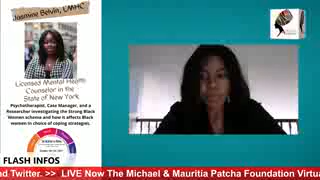 Jasmine Belvin, LMHC
Licensed Mental Health
Counselor in the
State of New York
Psychotherapist, Case Manager, and a
Researcher investigating the Strong Black
Women schema and how it affects Black
women in choice of coping strategies.
FLASH INFOS
nd Twitter. >> LIVE Now The Michael & Mauritia Patcha Foundation Virtua